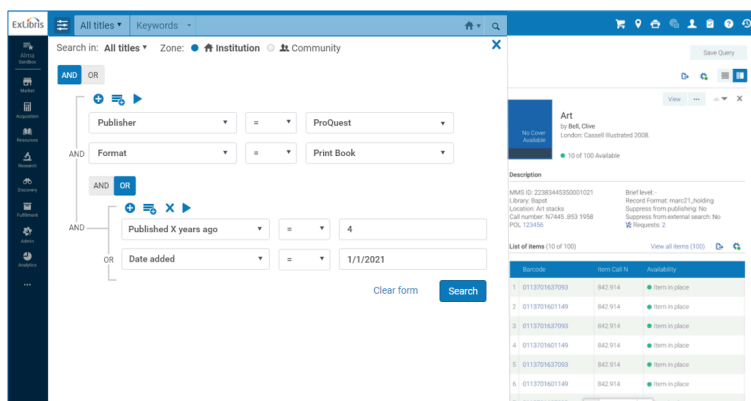 ExLibris
All titles
Keywords
Alma
Sandbox
Market
Acquisition
Resources
Research
Discovery
Fulfillment
Admin
Analytics
Search in: All titles Zone: Institution Community
AND OR
Publisher = ProQuest
AND Format = Print Book
AND OR
AND
Published X years ago = 4
OR Date added = 1/1/2021
Clear form Search
Save Query
View
No Cover
Available
Art
by Bell, Clive
London: Cassell Illustrated 2008.
10 of 100 Available
Description
MMS ID: 22383445350001021
Library: Bapst
Location: Art stacks
Call number: N7445 .853 1958
POL 123456
Brief level: -
Record Format: marc21_holding
Suppress from publishing: No
Suppress from external search: No
Requests: 2
List of items (10 of 100) View all items (100)
Barcode Item Call N Availability
1 0113701637093 842.914 Item in place
2 0113701601149 842.914 Item in place
3 0113701637093 842.914 Item in place
4 0113701601149 842.914 Item in place
5 0113701637093 842.914 Item in place
6 0113701601149 842.914 Item in place